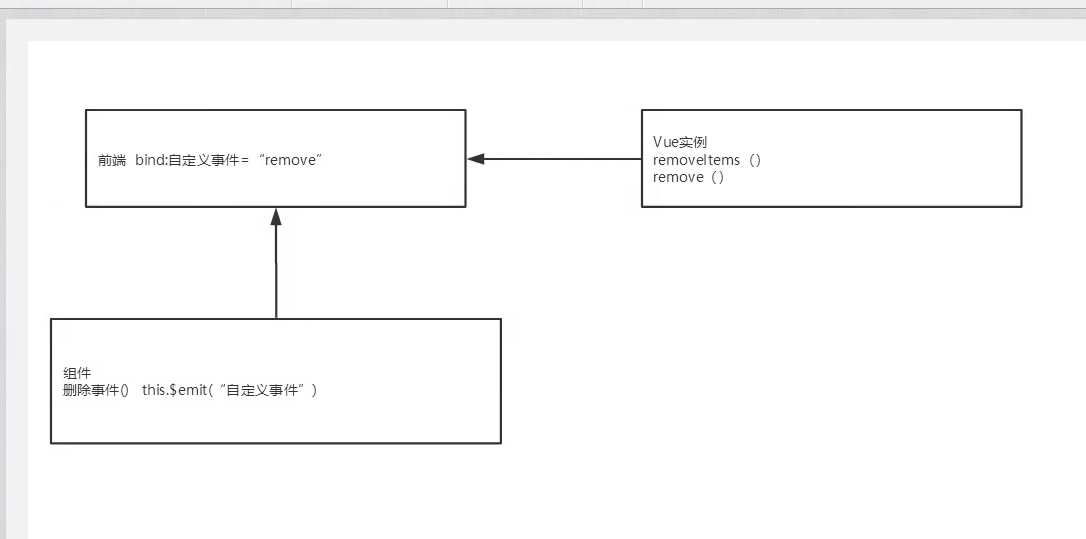 前端 bind:自定义事件=“remove”
Vue实例
removeItems（）
remove（）
组件
删除事件() this.$emit(“自定义事件”)